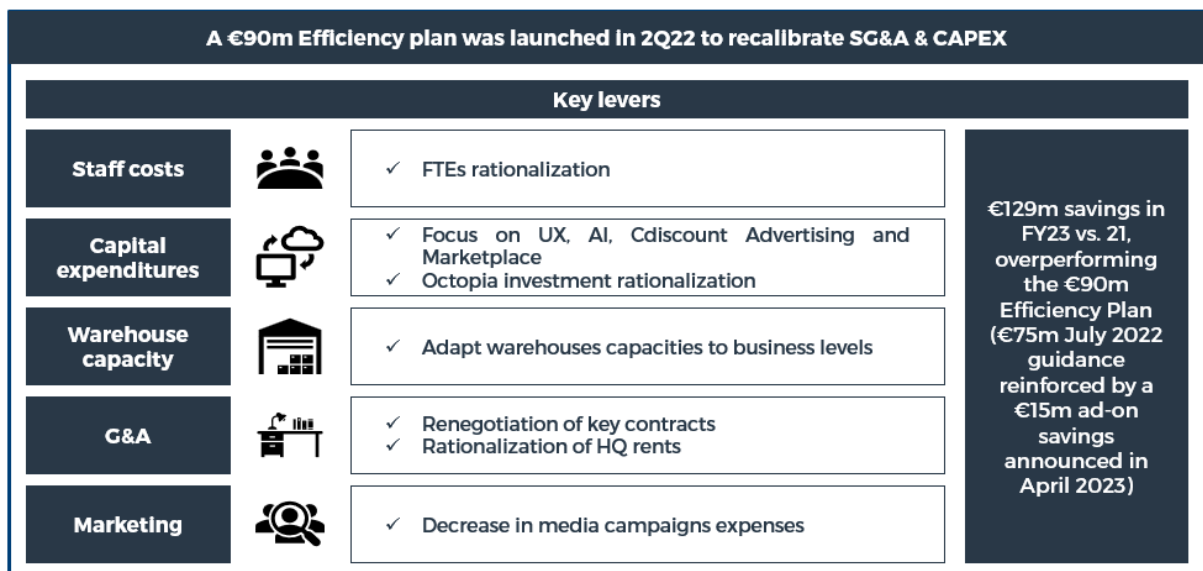 A €90m Efficiency plan was launched in 2Q22 to recalibrate SG&A & CAPEX
Key levers
Staff costs
✓ FTEs rationalization
Capital
expenditures
✓ Focus on UX, AI, Cdiscount Advertising and
Marketplace
✓ Octopia investment rationalization
Warehouse
capacity
✓ Adapt warehouses capacities to business levels
G&A
✓ Renegotiation of key contracts
✓ Rationalization of HQ rents
Marketing
✓ Decrease in media campaigns expenses
€129m savings in
FY23 vs. 21,
overperforming
the €90m
Efficiency Plan
(€75m July 2022
guidance
reinforced by a
€15m ad-on
savings
announced in
April 2023)